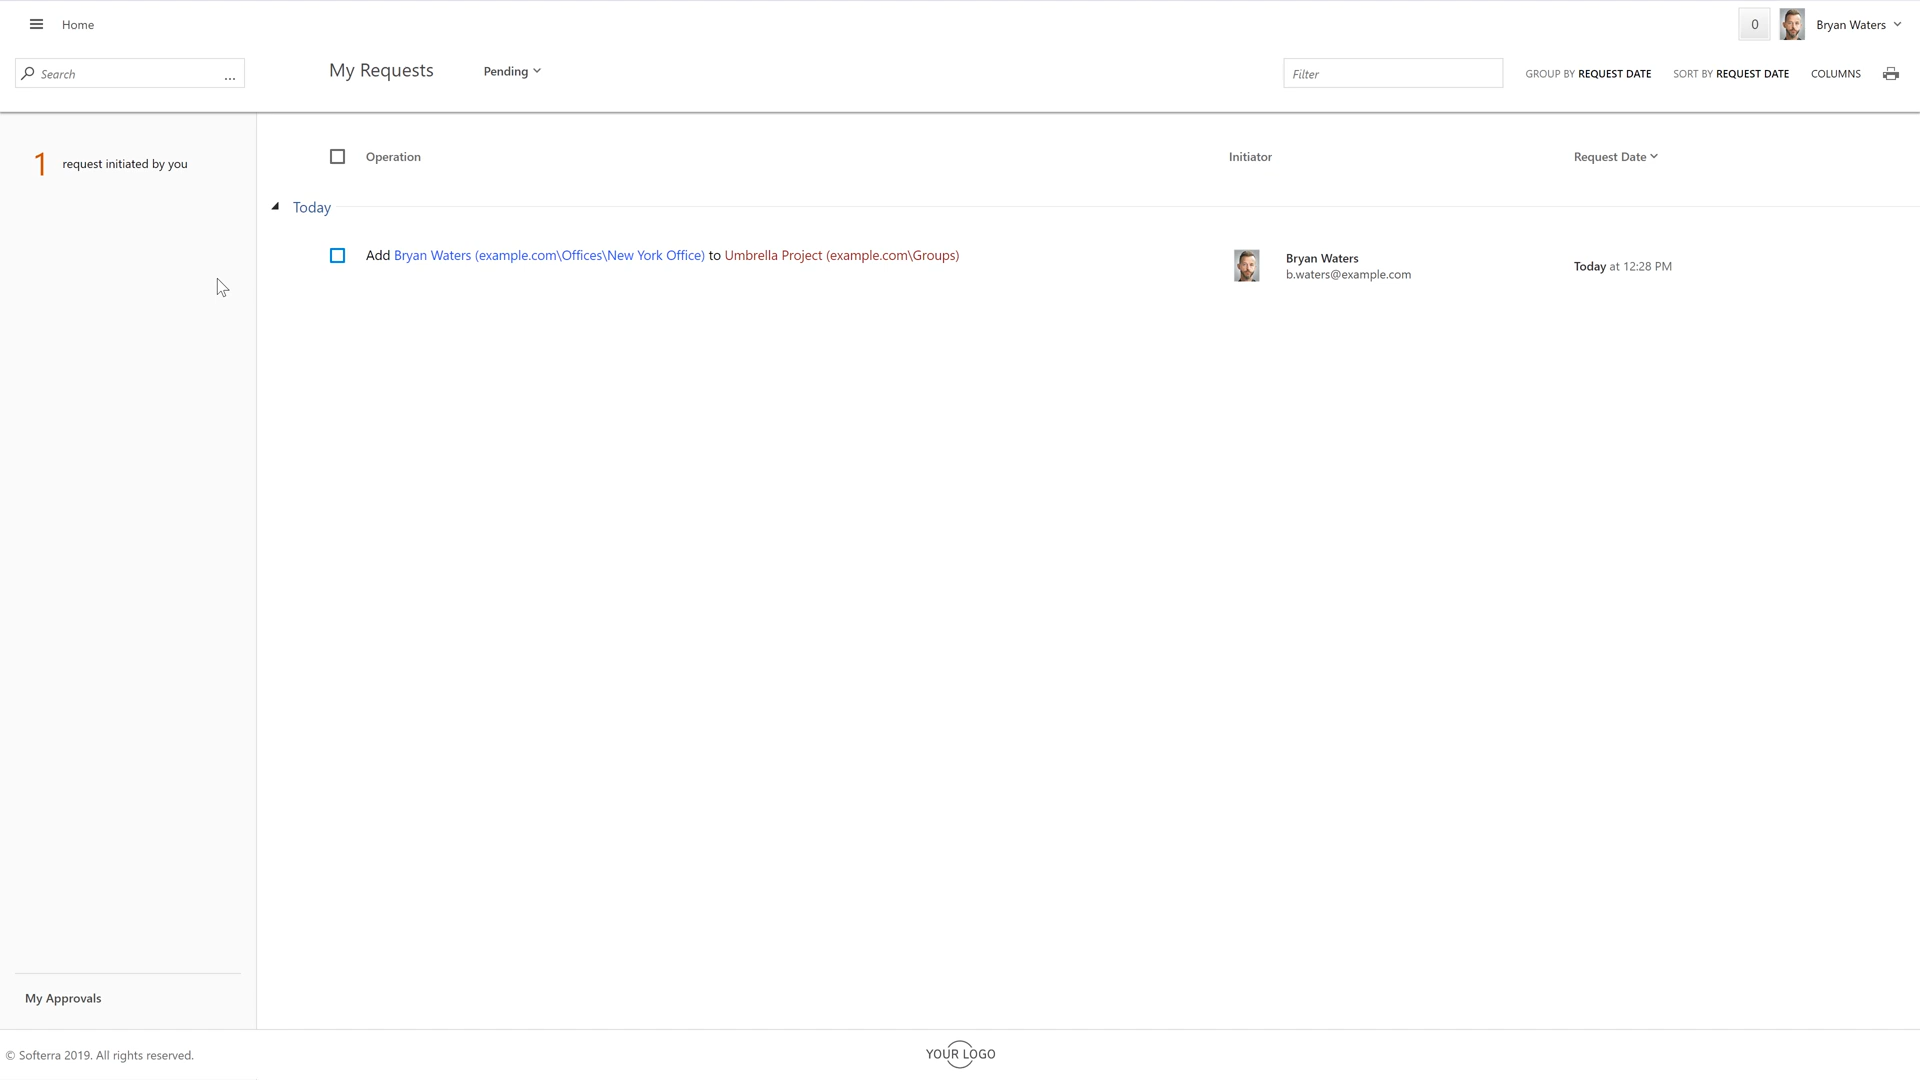 Home
0
Bryan Waters
Search
...
My Requests
Pending
Filter
GROUP BY REQUEST DATE
SORT BY REQUEST DATE
COLUMNS
1 request initiated by you
Operation
Initiator
Request Date
Today
Add Bryan Waters (example.com\Offices\New York Office) to Umbrella Project (example.com\Groups)
Bryan Waters
b.waters@example.com
Today at 12:28 PM
My Approvals
© Softerra 2019. All rights reserved.
YOUR LOGO